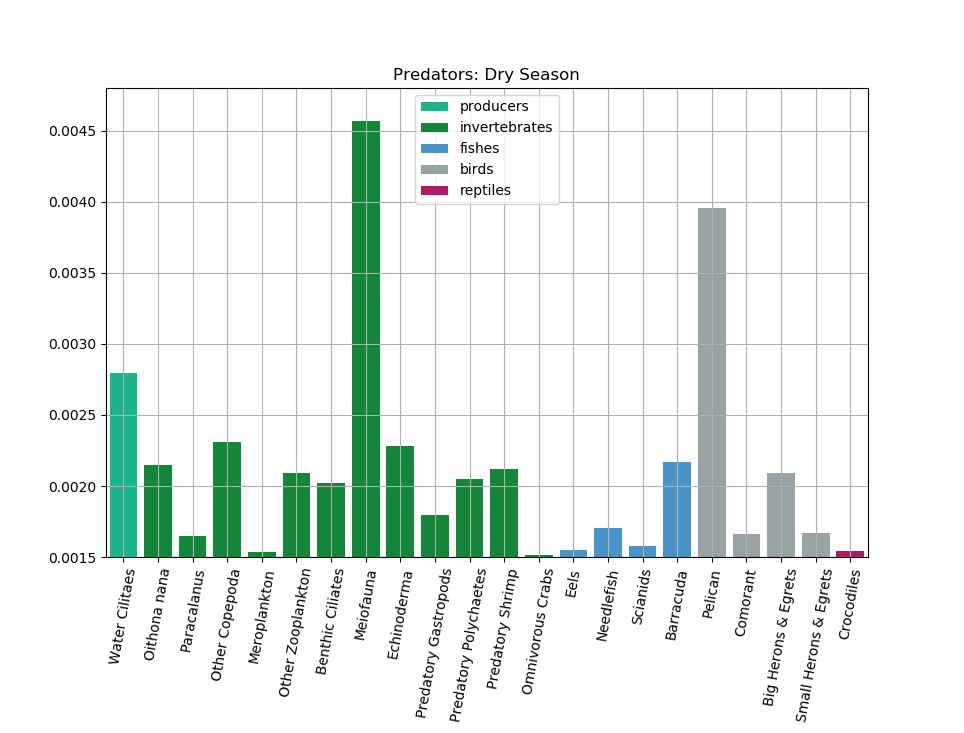 Predators: Dry Season
producers
invertebrates
fishes
birds
reptiles
0.0045
0.0040
0.0035
0.0030
0.0025
0.0020
0.0015
Water Cilitaes
Oithona nana
Paracalanus
Other Copepoda
Meroplankton
Other Zooplankton
Benthic Ciliates
Meiofauna
Echinoderma
Predatory Gastropods
Predatory Polychaetes
Predatory Shrimp
Omnivorous Crabs
Eels
Needlefish
Scianids
Barracuda
Pelican
Comorant
Big Herons & Egrets
Small Herons & Egrets
Crocodiles